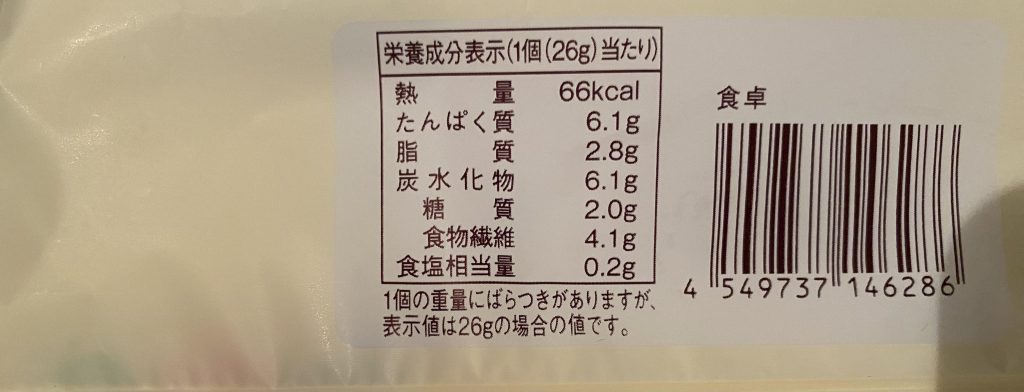 栄養成分表示(1個(26g)当たり)
熱量 66kcal
たんぱく質 6.1g
脂質 2.8g
炭水化物 6.1g
糖質 2.0g
食物繊維 4.1g
食塩相当量 0.2g
1個の重量にばらつきがありますが、
表示値は26gの場合の値です。
食卓
4 549737 146286